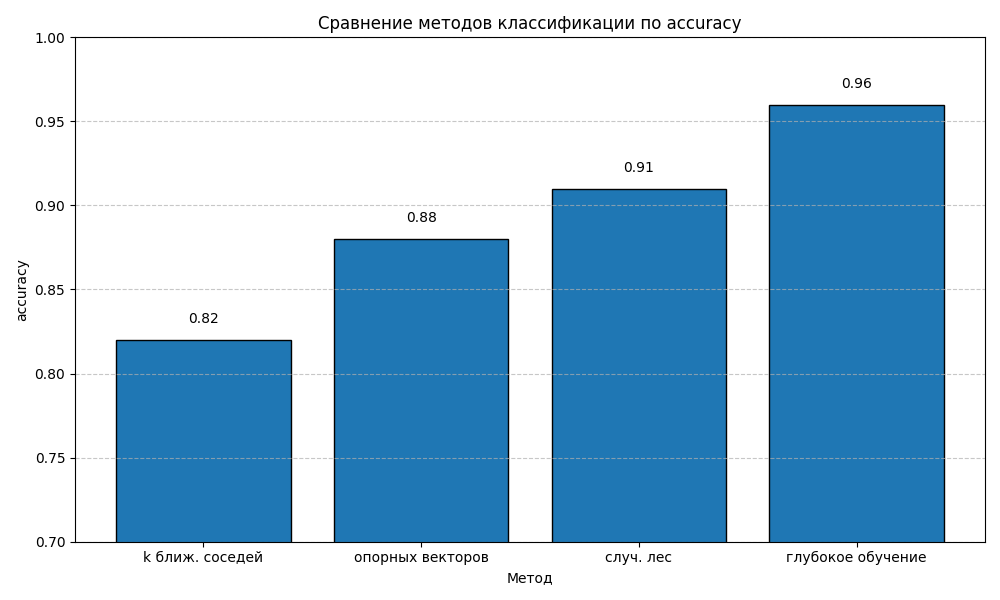 Сравнение методов классификации по accuracy
1.00
0.95
0.90
0.85
0.80
0.75
0.70
accuracy
0.82
0.88
0.91
0.96
k ближ. соседей
опорных векторов
случ. лес
глубокое обучение
Метод